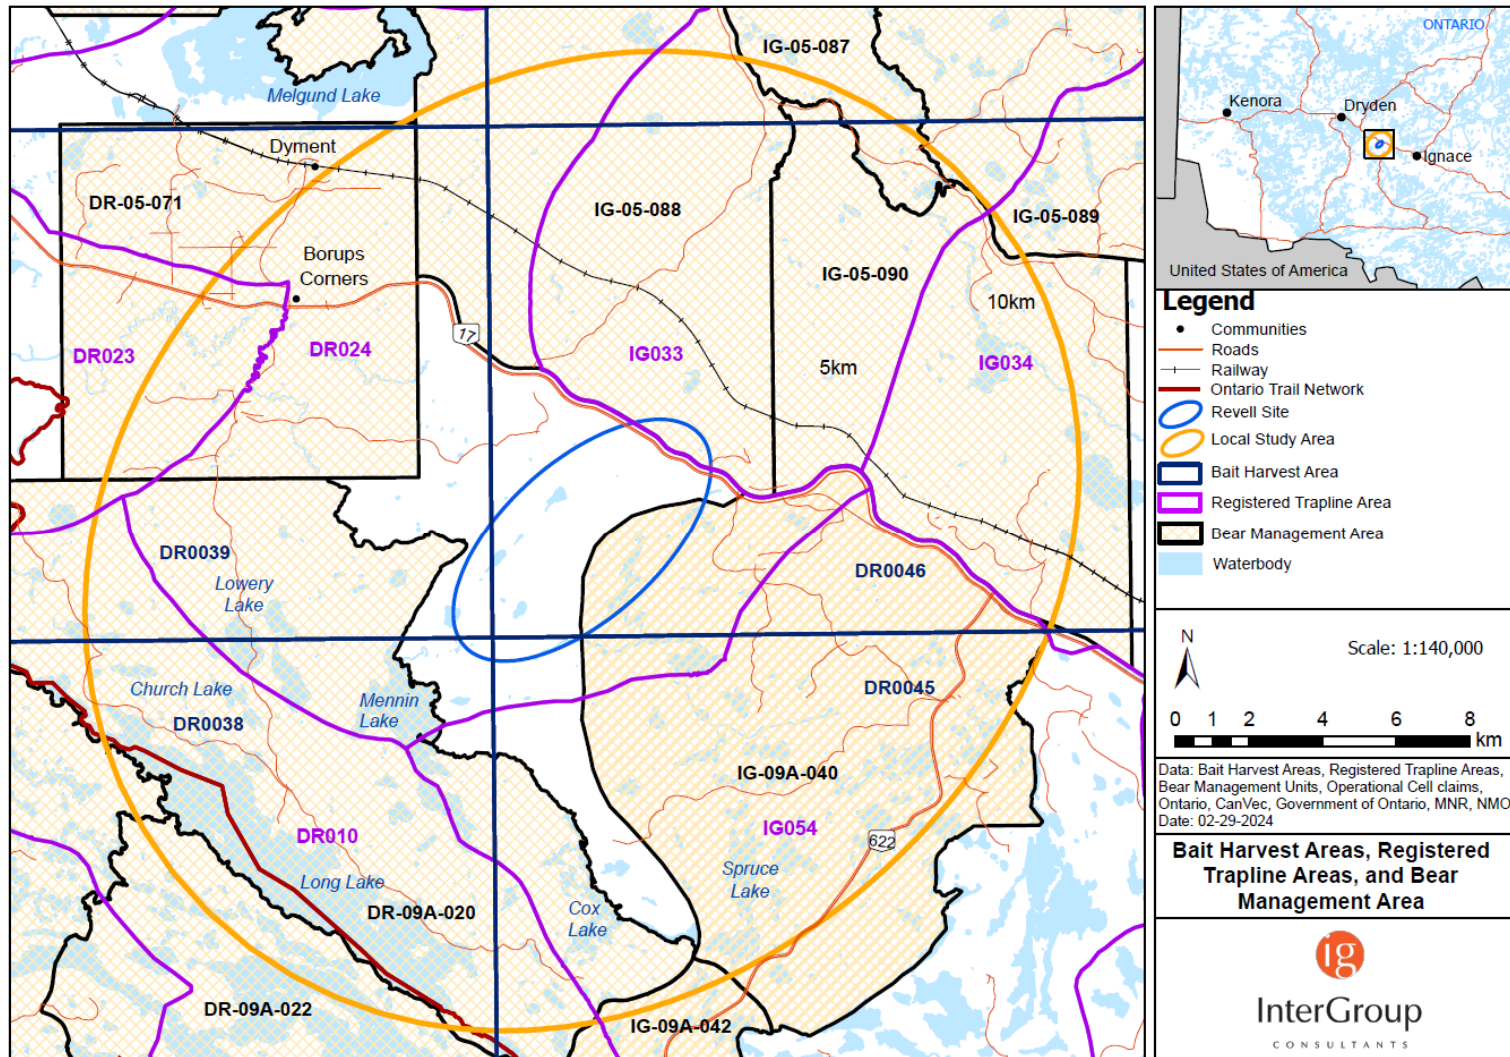 IG-05-087
Melgund Lake
Dyment
DR-05-071
IG-05-088
IG-05-089
Borups
Corners
IG-05-090
10km
17
DR023
DR024
IG033
5km
IG034
DR0039
Lowery
Lake
DR0046
Church Lake
DR0038
Mennin
Lake
DR0045
IG-09A-040
DR010
IG054
622
Long Lake
Spruce
Lake
DR-09A-020
Cox
Lake
DR-09A-022
IG-09A-042
ONTARIO
Kenora
Dryden
Ignace
United States of America
Legend
Communities
Roads
Railway
Ontario Trail Network
Revell Site
Local Study Area
Bait Harvest Area
Registered Trapline Area
Bear Management Area
Waterbody
N
Scale: 1:140,000
0 1 2 4 6 8
km
Data: Bait Harvest Areas, Registered Trapline Areas,
Bear Management Units, Operational Cell claims,
Ontario, CanVec, Government of Ontario, MNR, NMO
Date: 02-29-2024
Bait Harvest Areas, Registered
Trapline Areas, and Bear
Management Area
ig
InterGroup
CONSULTANTS